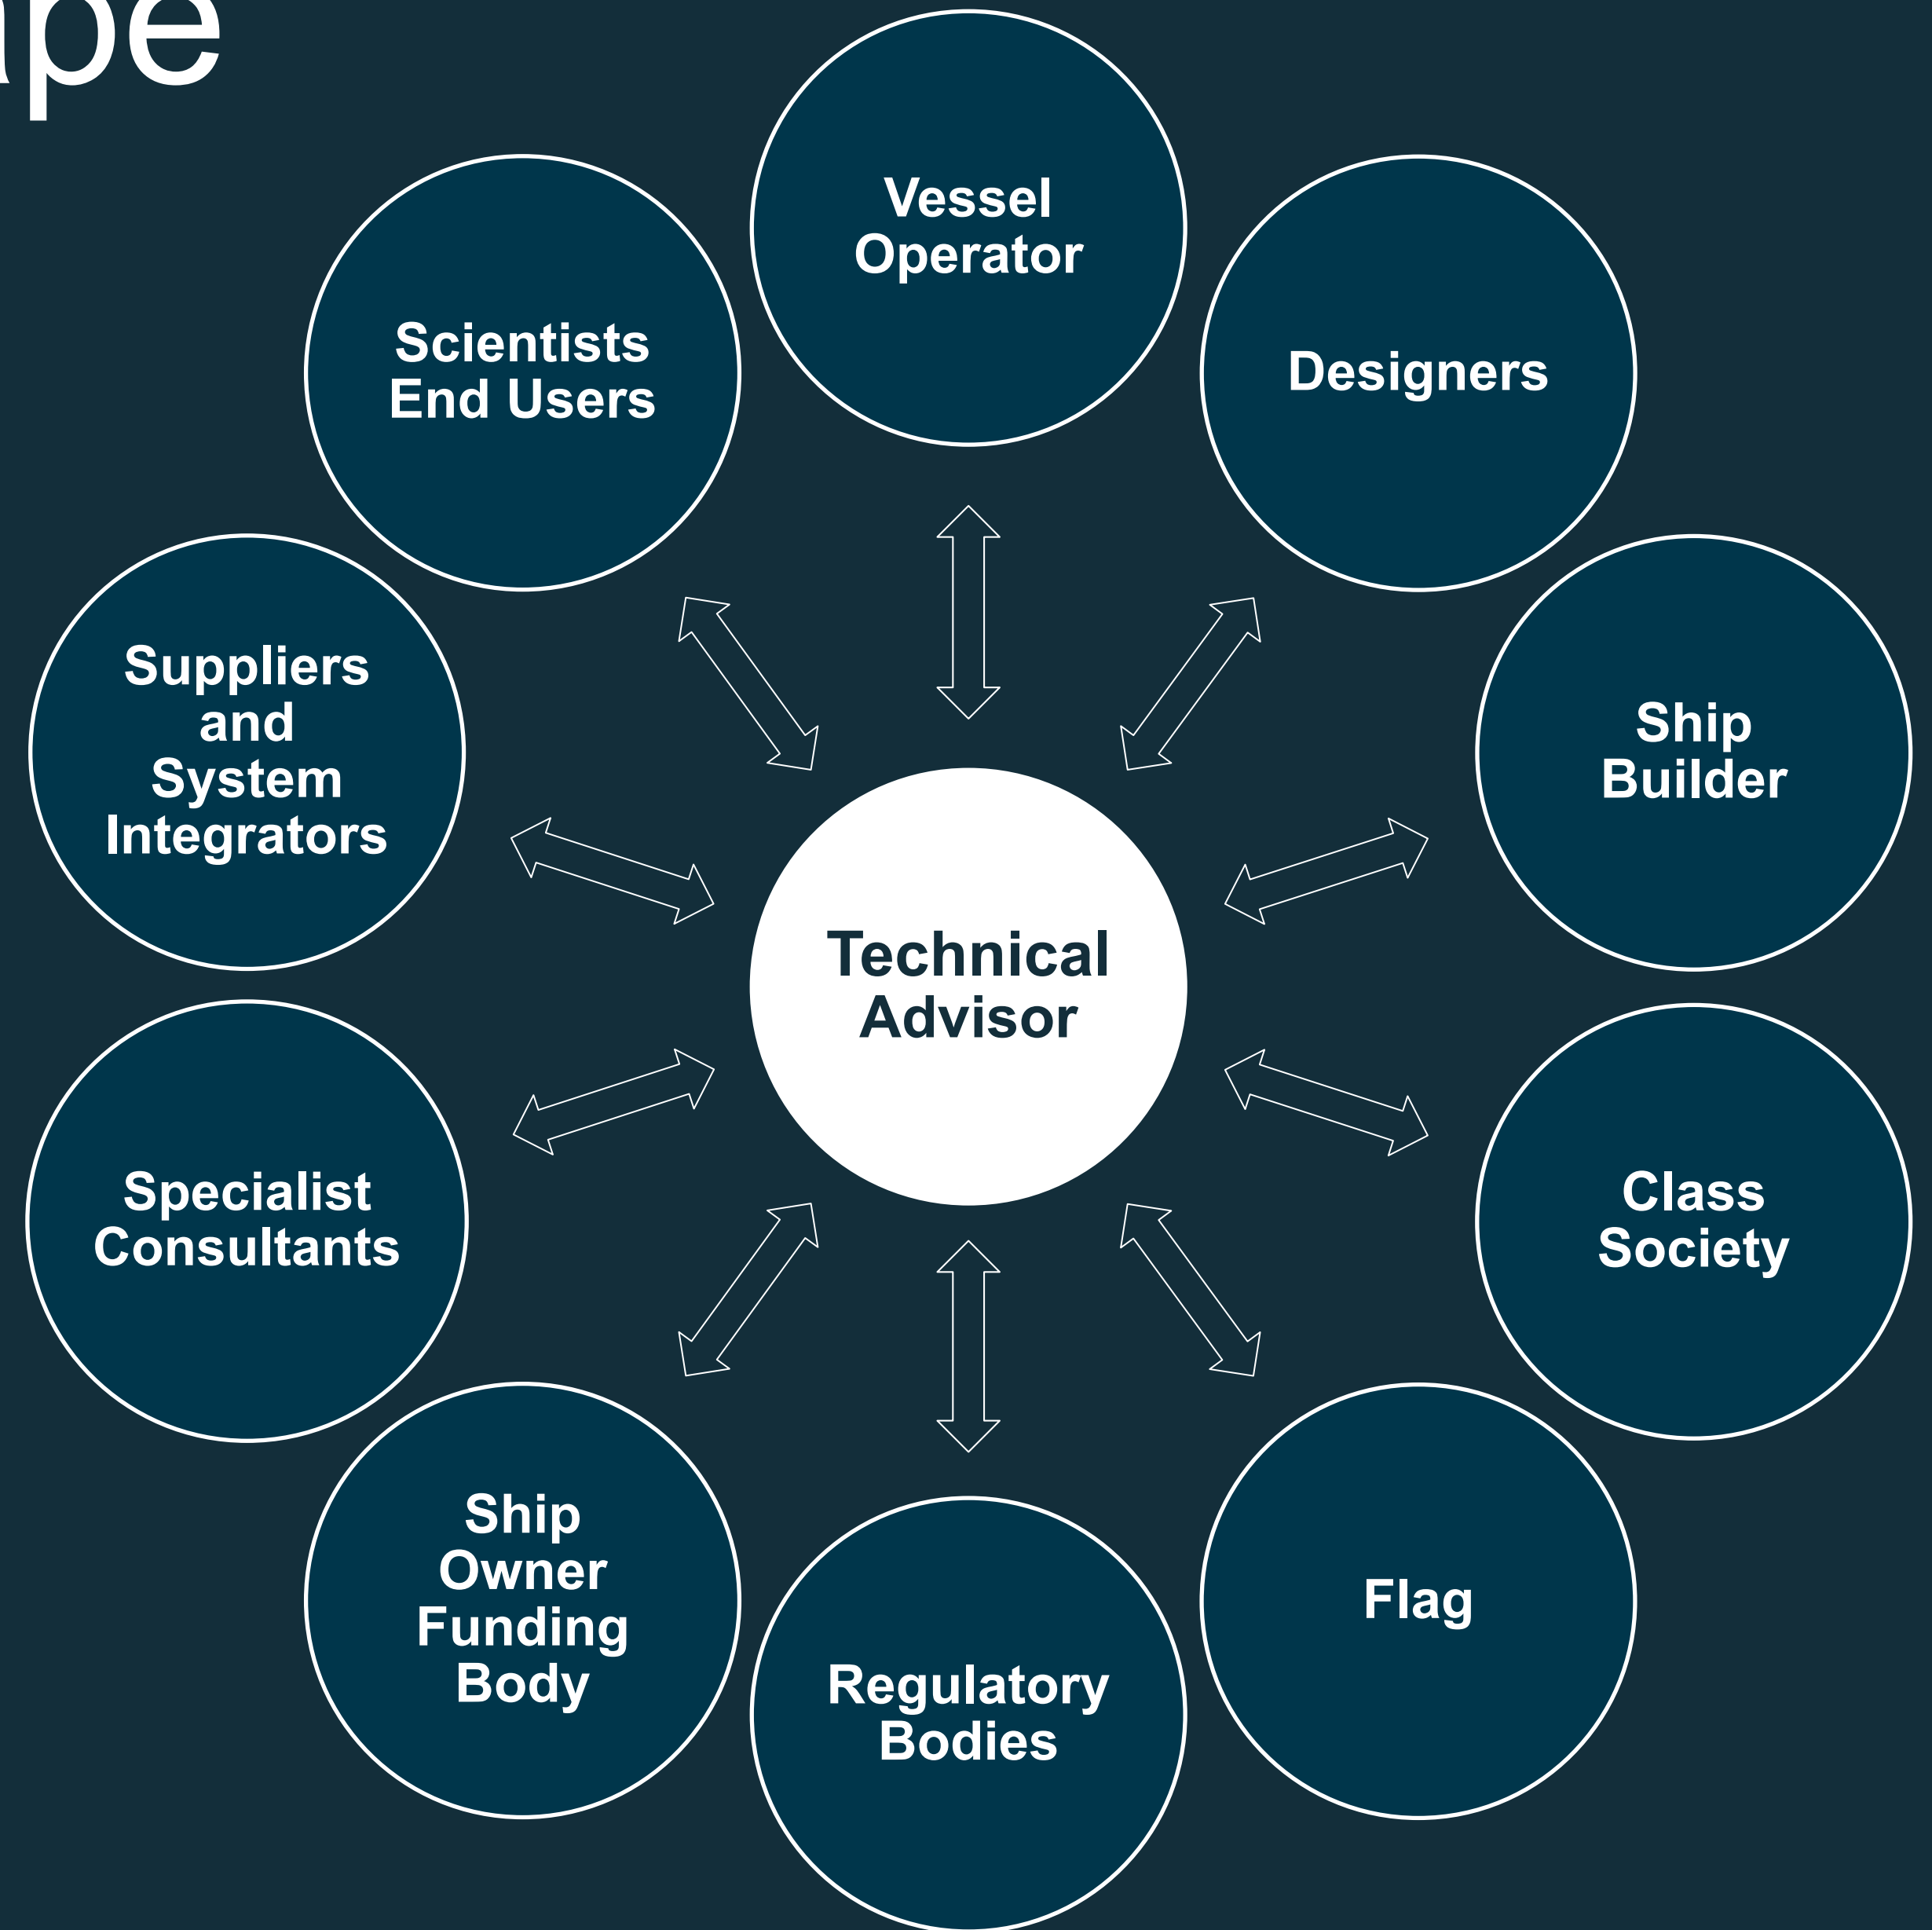 Vessel
Operator
Designers
Ship
Builder
Class
Society
Flag
Regulatory
Bodies
Ship
Owner
Funding
Body
Specialist
Consultants
Suppliers
and
System
Integrators
Scientists
End Users
Technical
Advisor